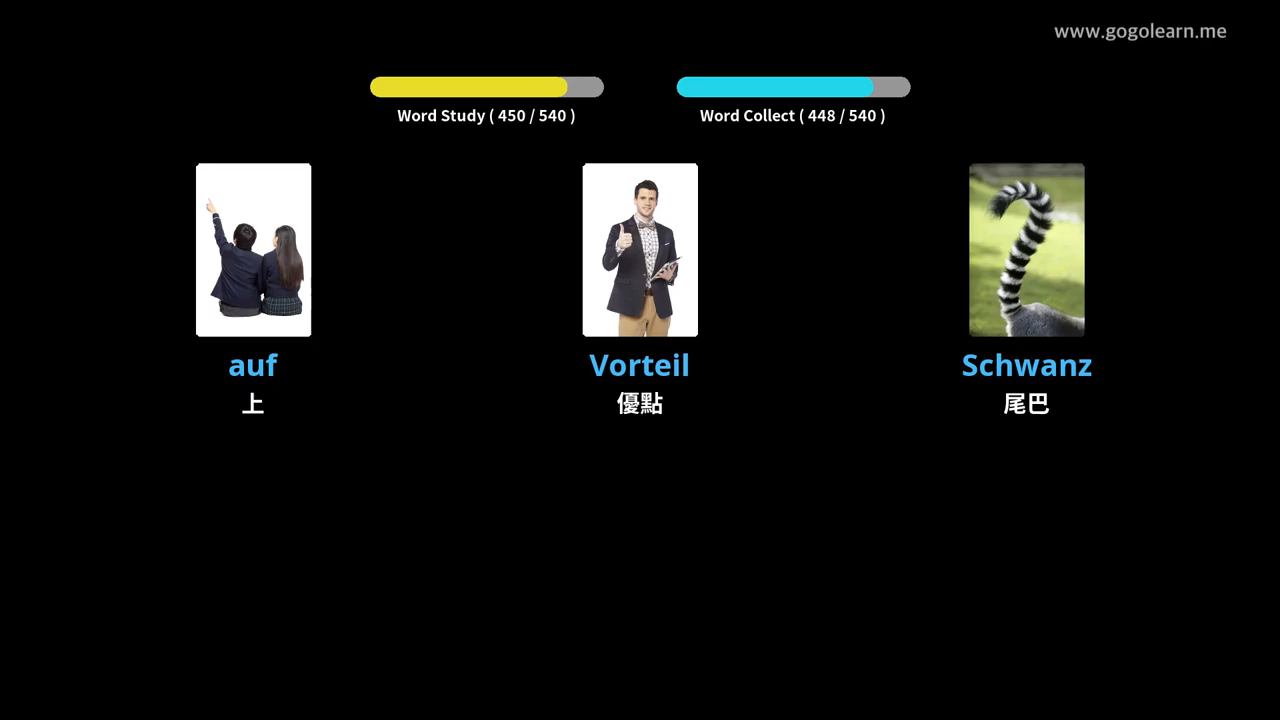 www.gogolearn.me
Word Study ( 450 / 540 )
Word Collect ( 448 / 540 )
auf
上
Vorteil
優點
Schwanz
尾巴